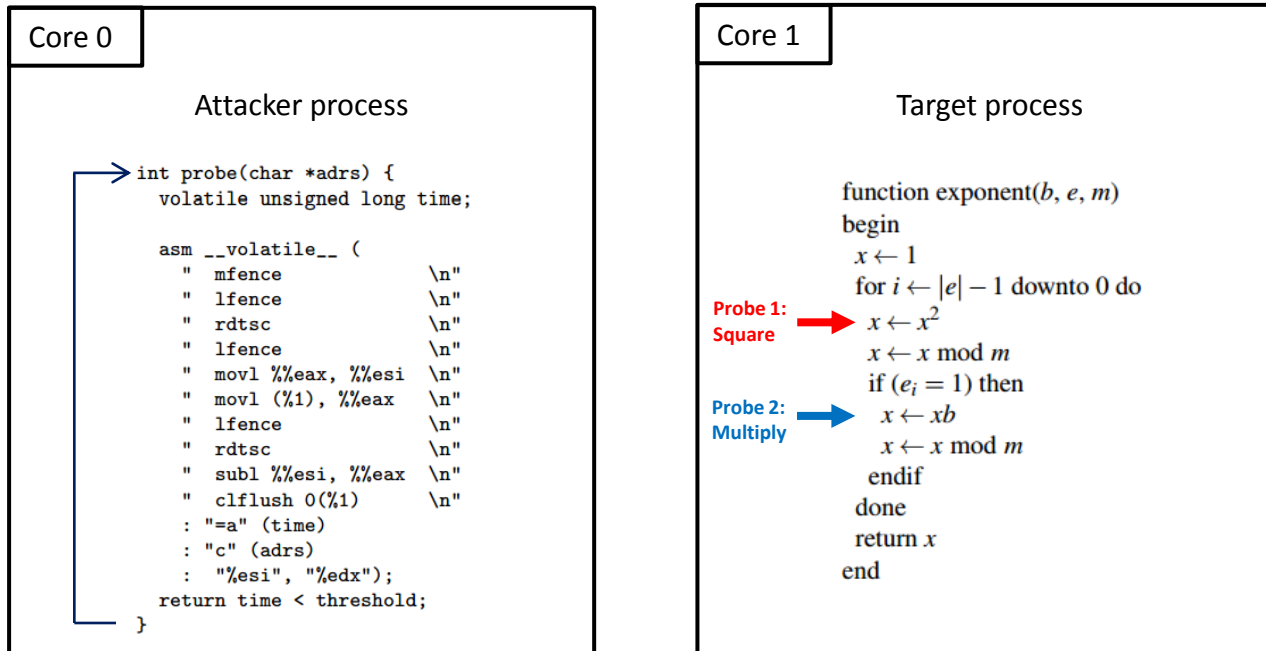 Core 0
Attacker process
int probe(char *adrs) {
volatile unsigned long time;
asm __volatile__ (
" mfence \n"
" lfence \n"
" rdtsc \n"
" lfence \n"
" movl %%eax, %%esi \n"
" movl (%1), %%eax \n"
" lfence \n"
" rdtsc \n"
" subl %%esi, %%eax \n"
" clflush 0(%1) \n"
: "=a" (time)
: "c" (adrs)
: "%esi", "%edx");
return time < threshold;
}
Core 1
Target process
function exponent(b, e, m)
begin
x ← 1
for i ← |e| − 1 downto 0 do
Probe 1:
Square
x ← x²
x ← x mod m
if (eᵢ = 1) then
Probe 2:
Multiply
x ← xb
x ← x mod m
endif
done
return x
end